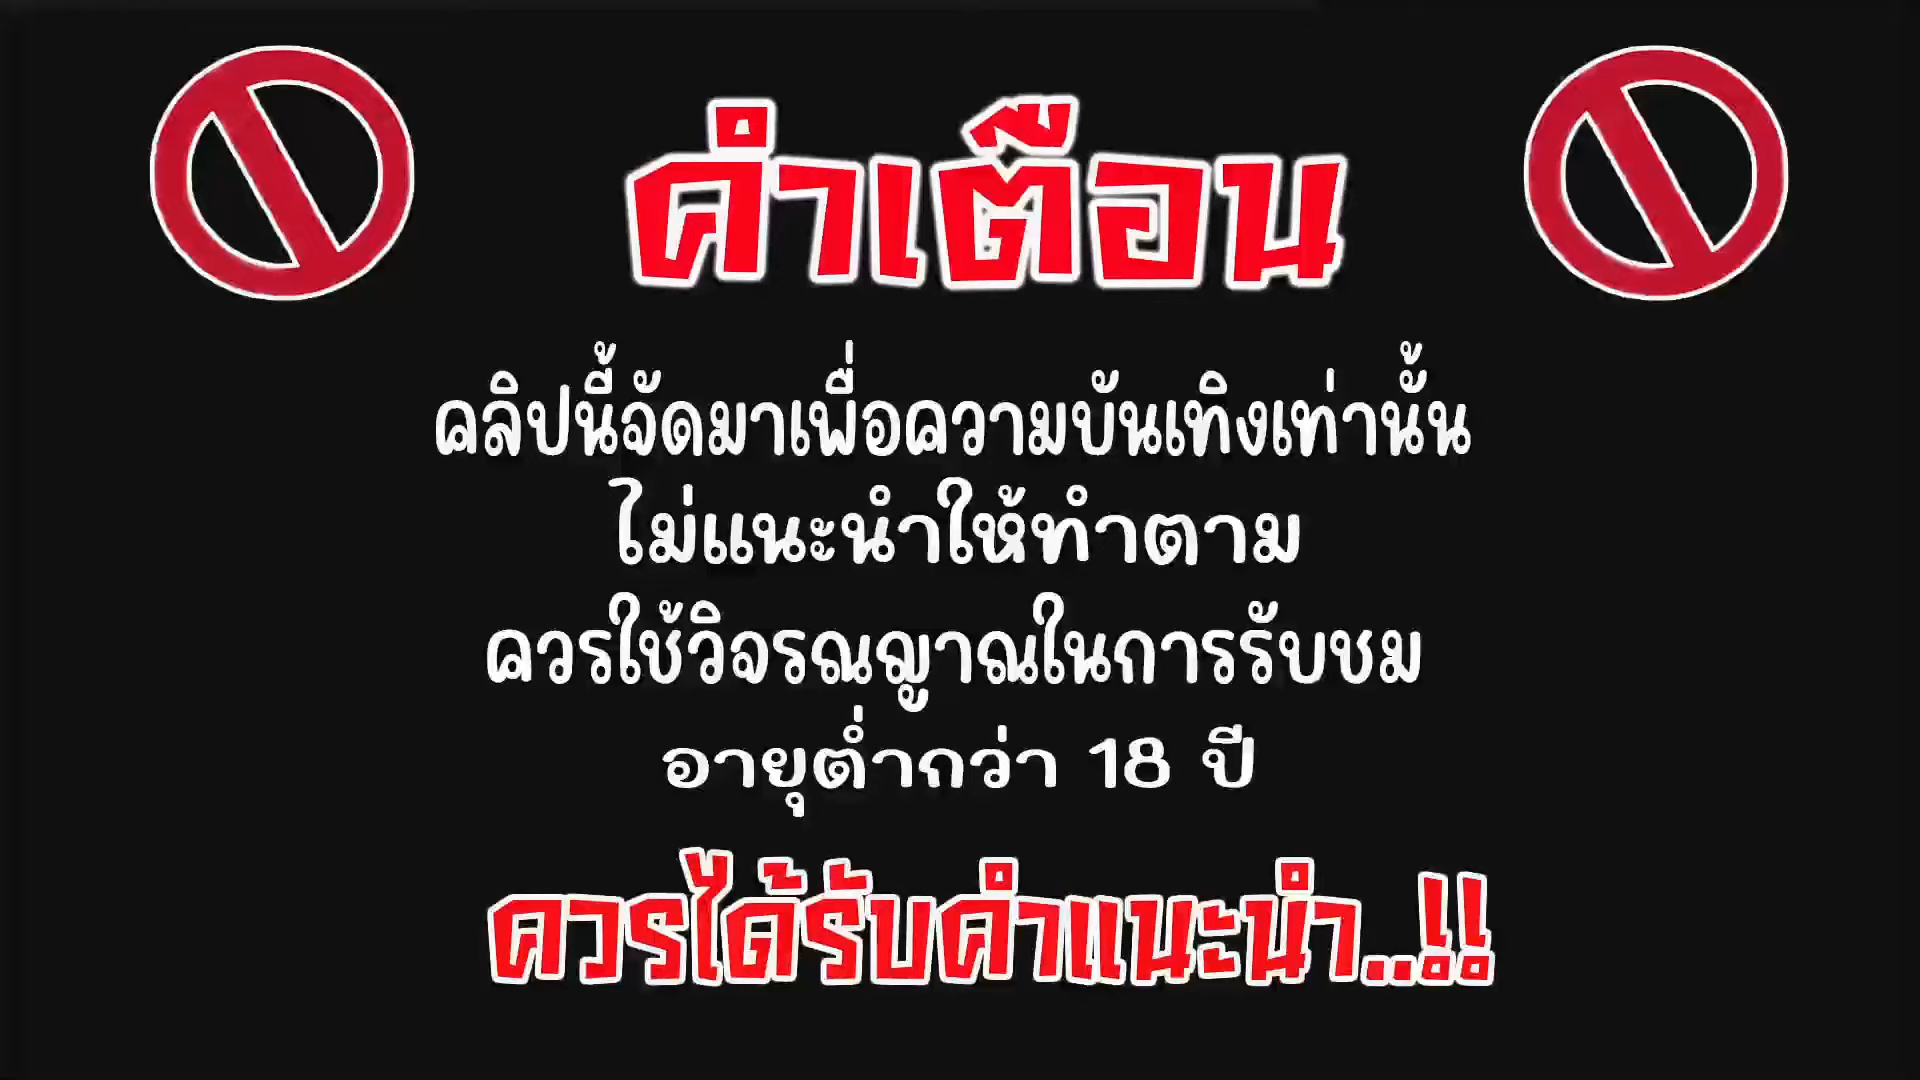 คำเตือน
คลิปนี้จัดมาเพื่อความบันเทิงเท่านั้น
ไม่แนะนำให้ทำตาม
ควรใช้วิจรณญาณในการรับชม
อายุต่ำกว่า 18 ปี
ควรได้รับคำแนะนำ..!!